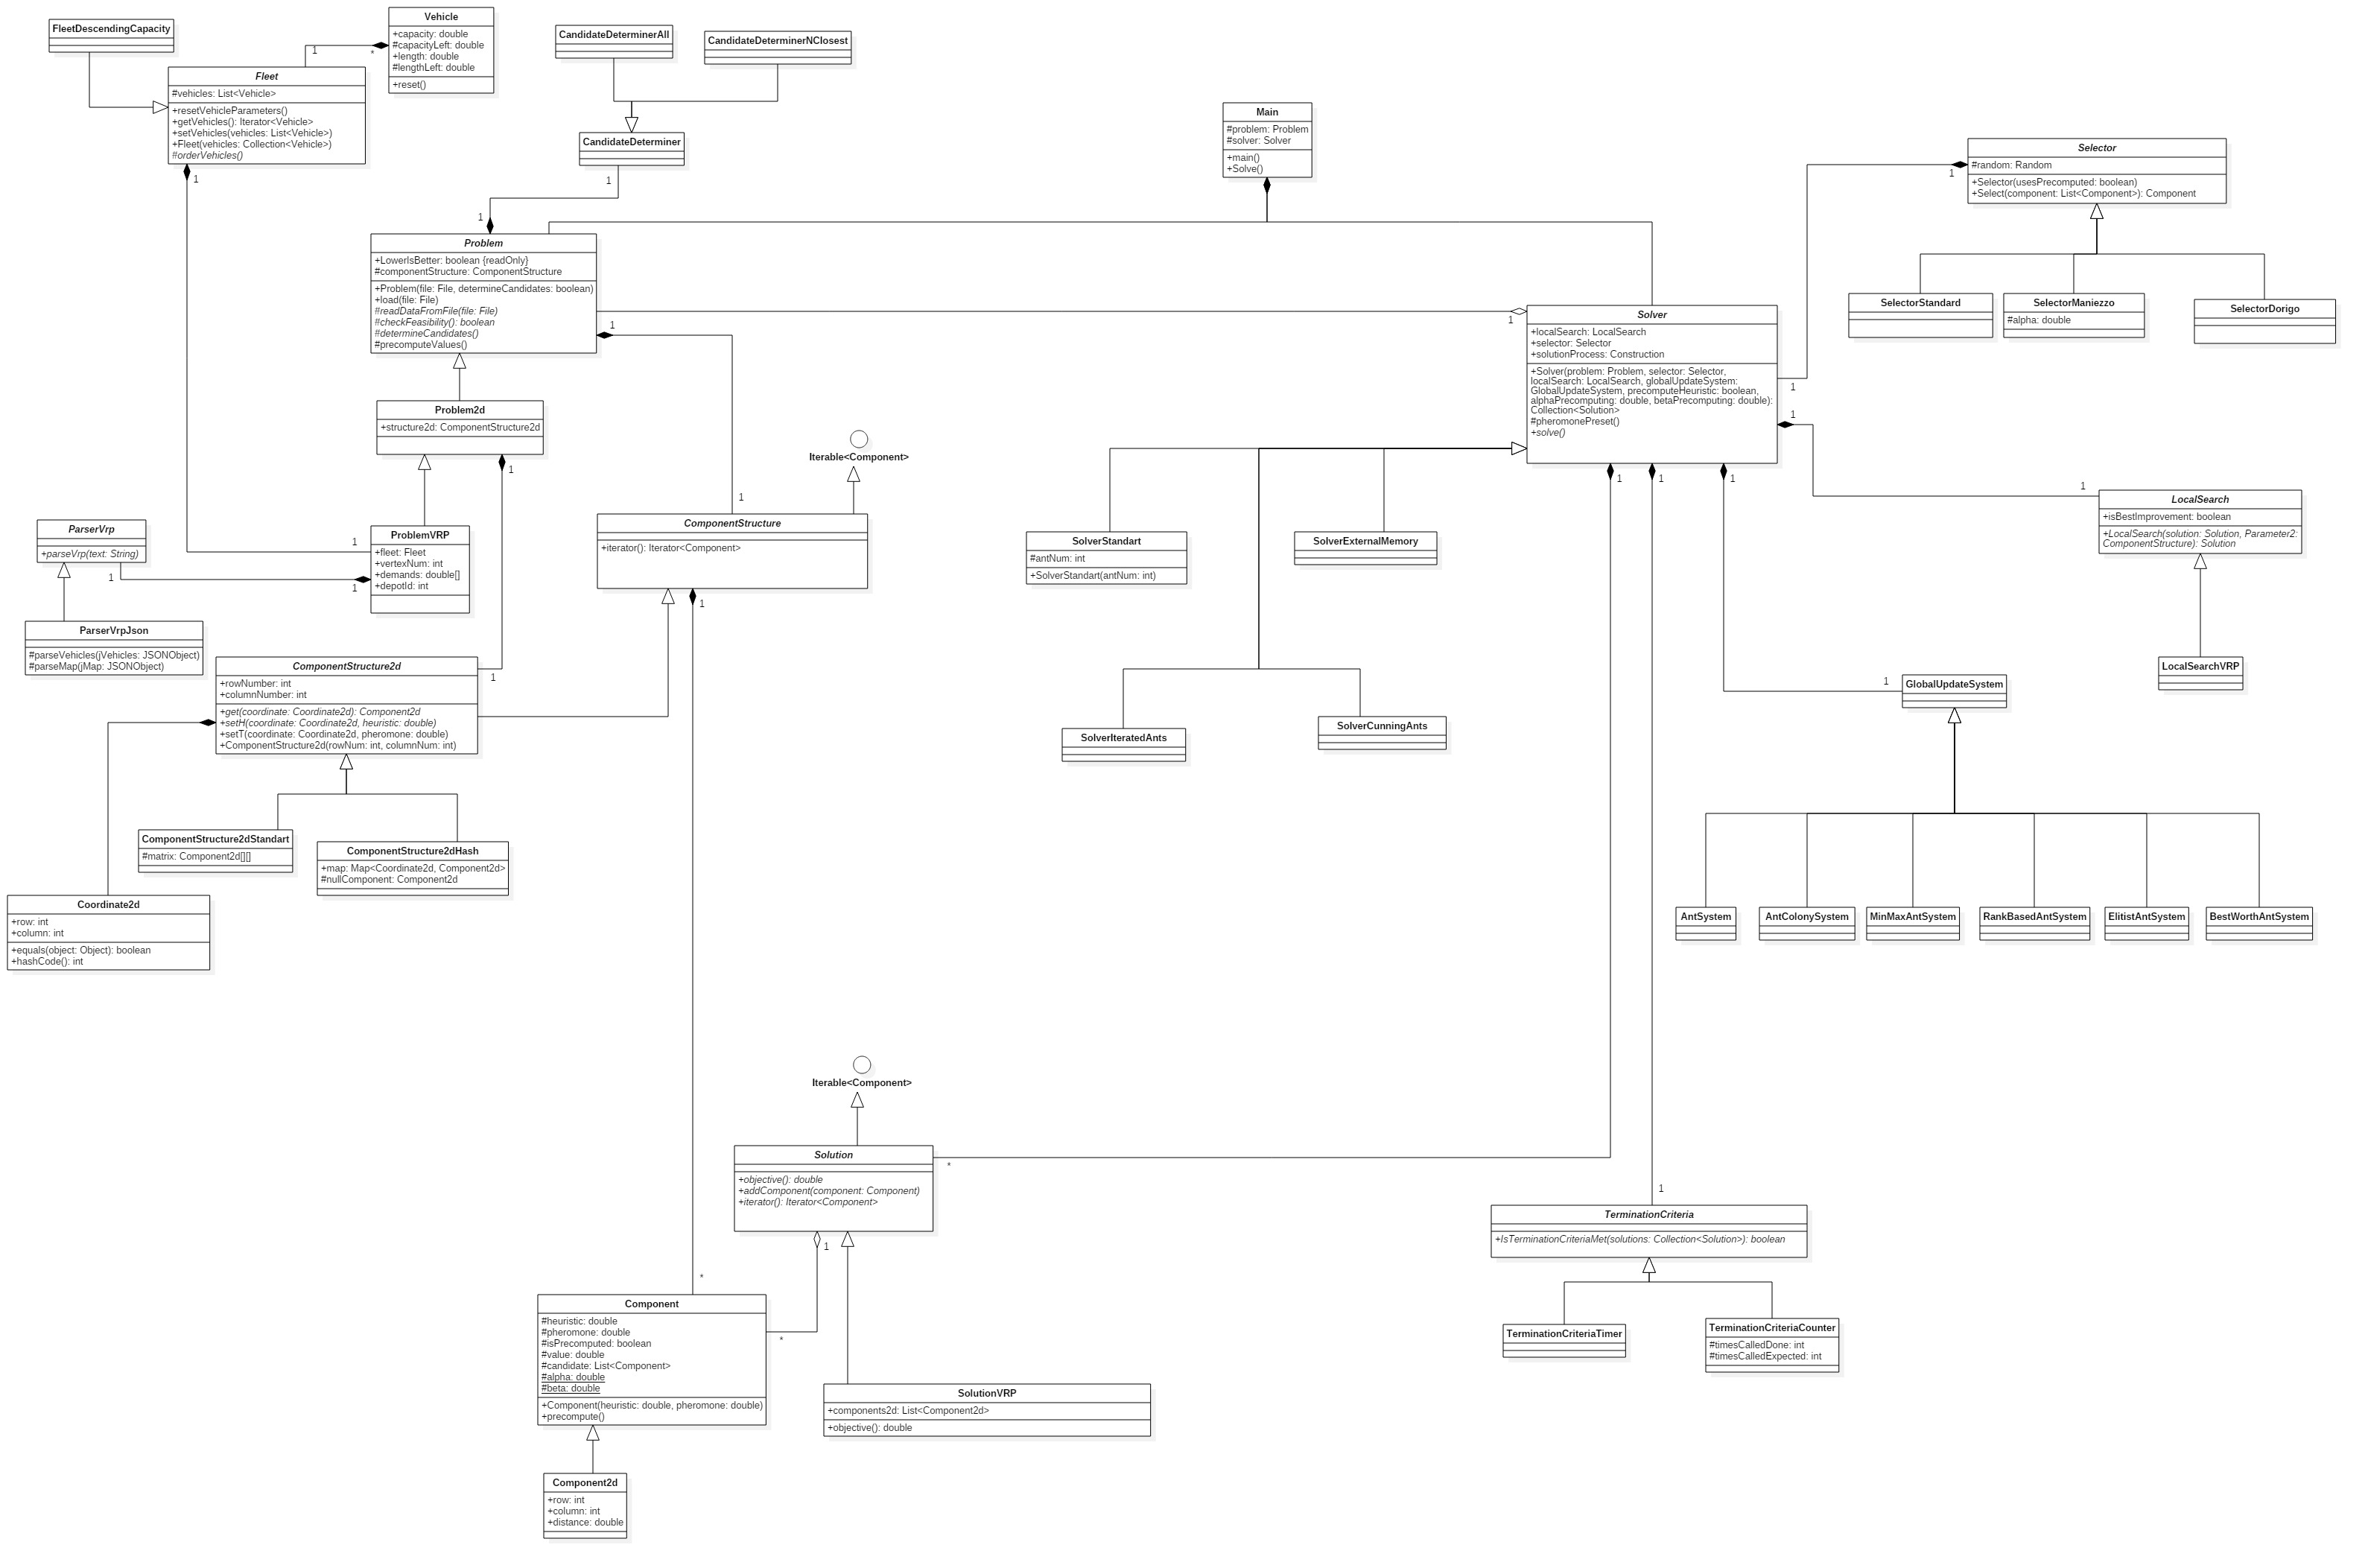 FleetDescendingCapacity
Vehicle
+capacity: double
#capacityLeft: double
+length: double
#lengthLeft: double
+reset()
1
*
Fleet
#vehicles: List<Vehicle>
+resetVehicleParameters()
+getVehicles(): Iterator<Vehicle>
+setVehicles(vehicles: List<Vehicle>)
+Fleet(vehicles: Collection<Vehicle>)
#orderVehicles()
1
CandidateDeterminerAll
CandidateDeterminerNClosest
CandidateDeterminer
1
1
Main
#problem: Problem
#solver: Solver
+main()
+Solve()
Selector
#random: Random
+Selector(usesPrecomputed: boolean)
+Select(component: List<Component>): Component
1
SelectorStandard
SelectorManiezzo
#alpha: double
SelectorDorigo
Problem
+LowerIsBetter: boolean {readOnly}
#componentStructure: ComponentStructure
+Problem(file: File, determineCandidates: boolean)
+load(file: File)
#readDataFromFile(file: File)
#checkFeasibility(): boolean
#determineCandidates()
#precomputeValues()
1
1
Solver
+localSearch: LocalSearch
+selector: Selector
+solutionProcess: Construction
+Solver(problem: Problem, selector: Selector,
localSearch: LocalSearch, globalUpdateSystem:
GlobalUpdateSystem, precomputeHeuristic: boolean,
alphaPrecomputing: double, betaPrecomputing: double):
Collection<Solution>
#pheromonePreset()
+solve()
1
1
1
1
1
Problem2d
+structure2d: ComponentStructure2d
1
Iterable<Component>
1
ComponentStructure
+iterator(): Iterator<Component>
1
ParserVrp
+parseVrp(text: String)
1
ProblemVRP
+fleet: Fleet
+vertexNum: int
+demands: double[]
+depotId: int
1
1
ParserVrpJson
#parseVehicles(jVehicles: JSONObject)
#parseMap(jMap: JSONObject)
SolverStandart
#antNum: int
+SolverStandart(antNum: int)
SolverExternalMemory
1
LocalSearch
+isBestImprovement: boolean
+LocalSearch(solution: Solution, Parameter2:
ComponentStructure): Solution
LocalSearchVRP
ComponentStructure2d
+rowNumber: int
+columnNumber: int
+get(coordinate: Coordinate2d): Component2d
+setH(coordinate: Coordinate2d, heuristic: double)
+setT(coordinate: Coordinate2d, pheromone: double)
+ComponentStructure2d(rowNum: int, columnNum: int)
1
SolverIteratedAnts
SolverCunningAnts
1
GlobalUpdateSystem
ComponentStructure2dStandart
#matrix: Component2d[][]
ComponentStructure2dHash
+map: Map<Coordinate2d, Component2d>
#nullComponent: Component2d
Coordinate2d
+row: int
+column: int
+equals(object: Object): boolean
+hashCode(): int
AntSystem
AntColonySystem
MinMaxAntSystem
RankBasedAntSystem
ElitistAntSystem
BestWorthAntSystem
Iterable<Component>
Solution
+objective(): double
+addComponent(component: Component)
+iterator(): Iterator<Component>
*
1
1
TerminationCriteria
+IsTerminationCriteriaMet(solutions: Collection<Solution>): boolean
TerminationCriteriaTimer
TerminationCriteriaCounter
#timesCalledDone: int
#timesCalledExpected: int
*
Component
#heuristic: double
#pheromone: double
#isPrecomputed: boolean
#value: double
#candidate: List<Component>
#alpha: double
#beta: double
+Component(heuristic: double, pheromone: double)
+precompute()
*
SolutionVRP
+components2d: List<Component2d>
+objective(): double
Component2d
+row: int
+column: int
+distance: double